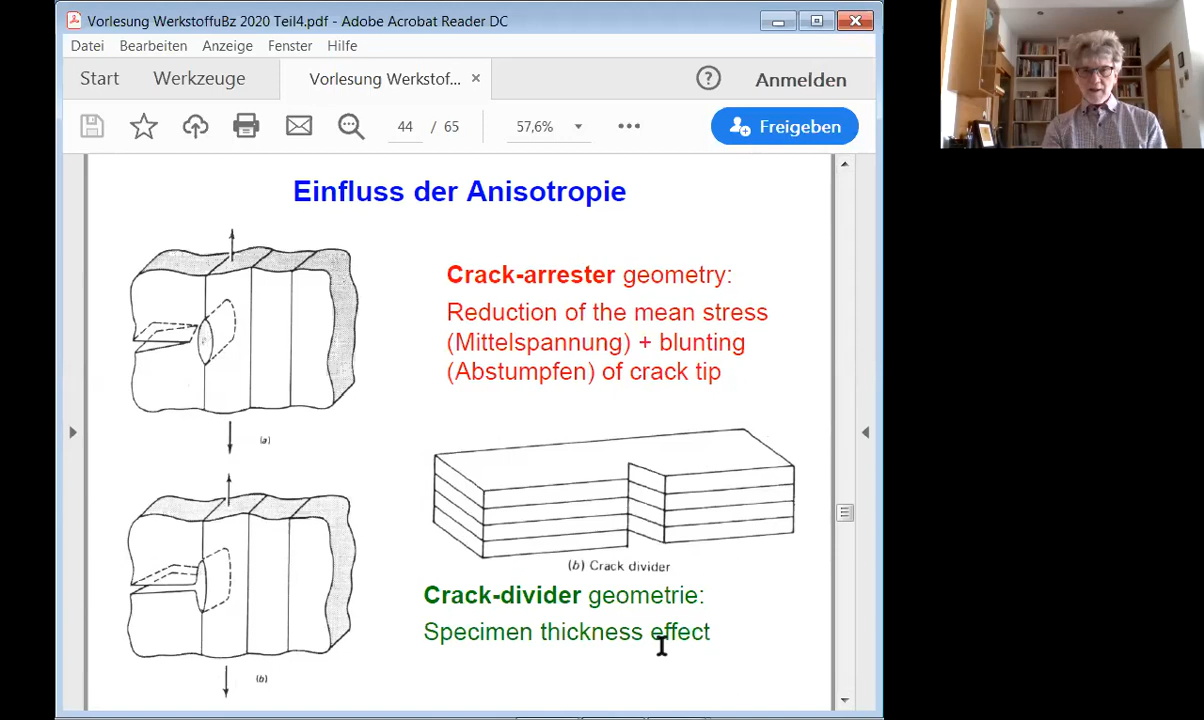 Vorlesung WerkstoffuBz 2020 Teil4.pdf - Adobe Acrobat Reader DC
Datei Bearbeiten Anzeige Fenster Hilfe
Start Werkzeuge Vorlesung Werkstof... × ? Anmelden
44 / 65 57,6% Freigeben
Einfluss der Anisotropie
Crack-arrester geometry:
Reduction of the mean stress
(Mittelspannung) + blunting
(Abstumpfen) of crack tip
(a)
(b) Crack divider
Crack-divider geometrie:
Specimen thickness effect
(b)